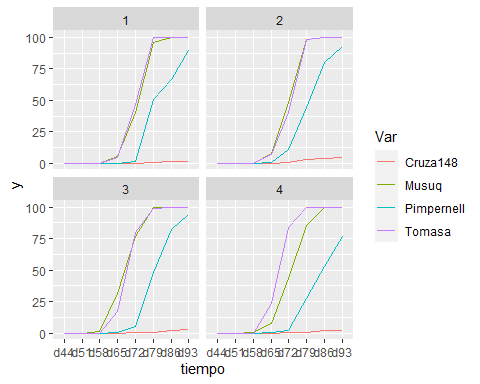 1 2
100
75
50
25
0
3 4
100
75
50
25
0
d44 d51 d58 d65 d72 d79 d86 d93 d44 d51 d58 d65 d72 d79 d86 d93
tiempo
y
Var
Cruza148
Musuq
Pimpernell
Tomasa